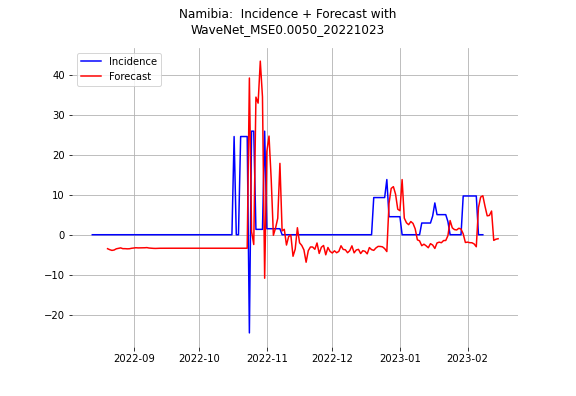 Namibia: Incidence + Forecast with
WaveNet_MSE0.0050_20221023
Incidence
Forecast
40
30
20
10
0
−10
−20
2022-09 2022-10 2022-11 2022-12 2023-01 2023-02